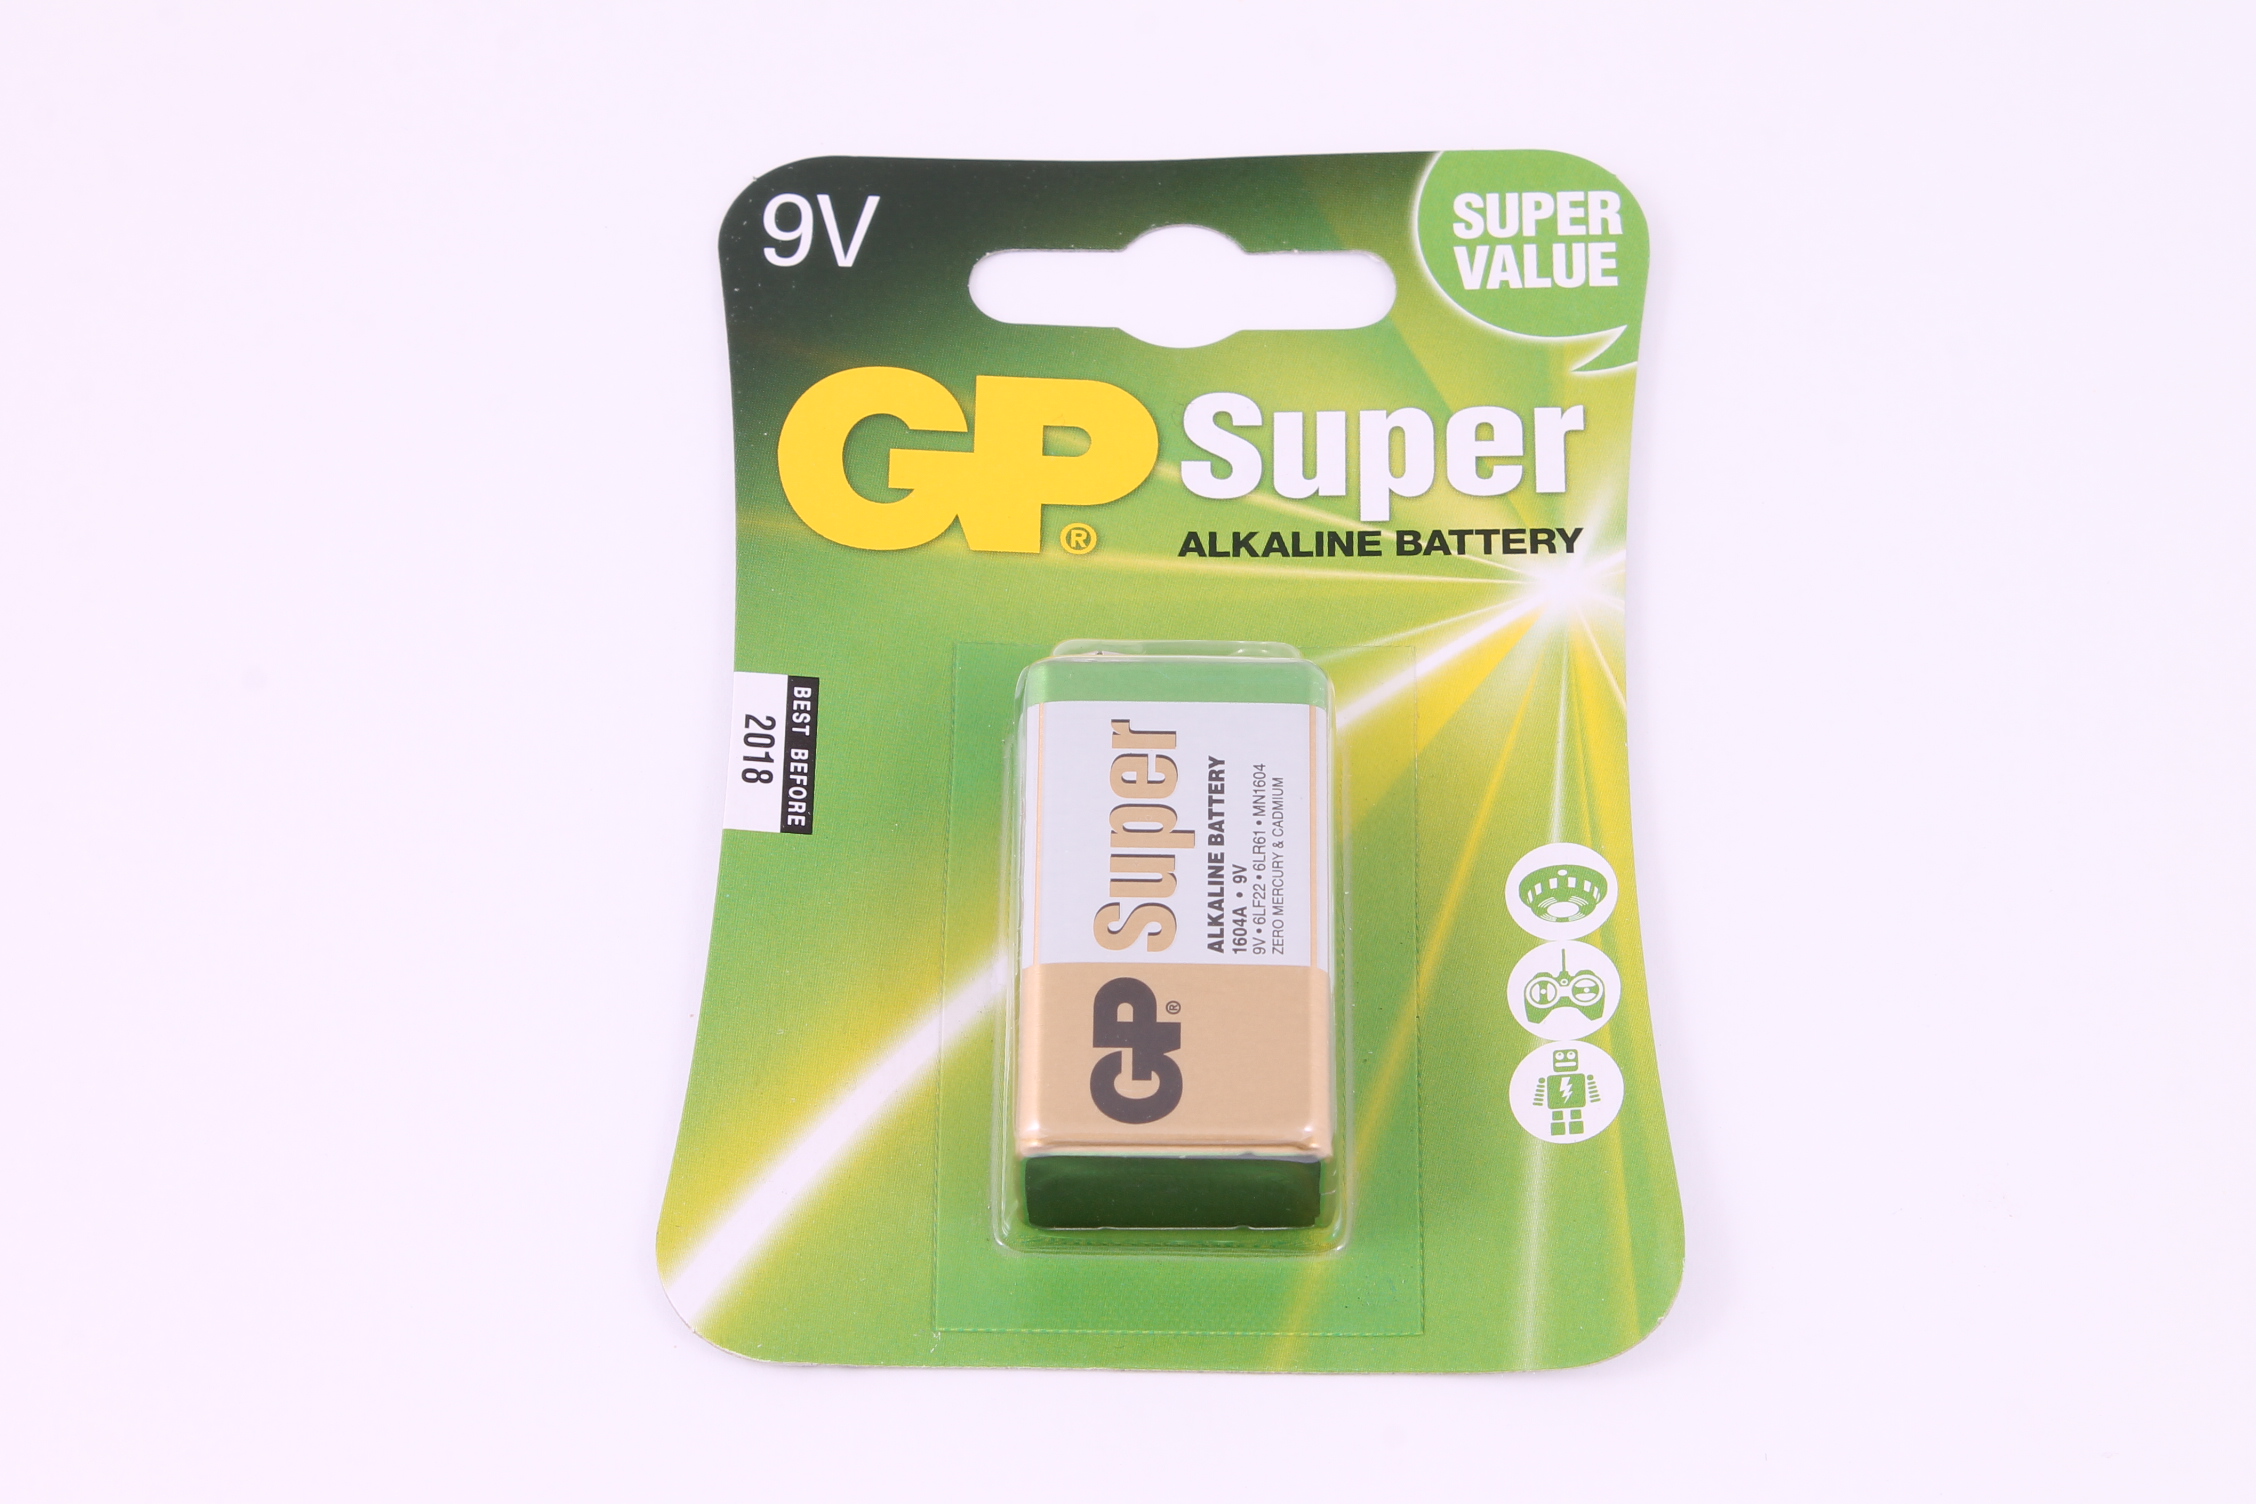 9V
SUPER
VALUE
GP®
Super
ALKALINE BATTERY
BEST BEFORE
2018
GP®
Super
ALKALINE BATTERY
1604A • 9V
9V • 6LF22 • 6LR61 • MN1604
ZERO MERCURY & CADMIUM